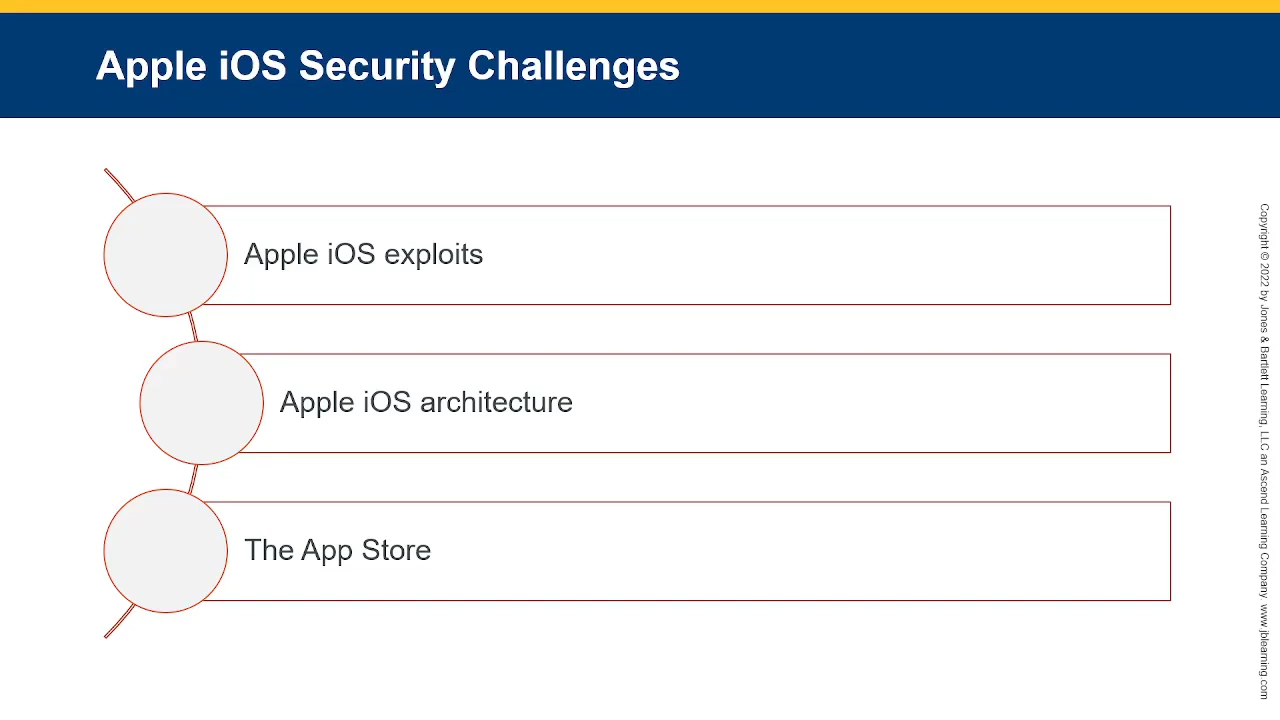 Apple iOS Security Challenges
Apple iOS exploits
Apple iOS architecture
The App Store
Copyright © 2022 by Jones & Bartlett Learning, LLC an Ascend Learning Company. www.jblearning.com